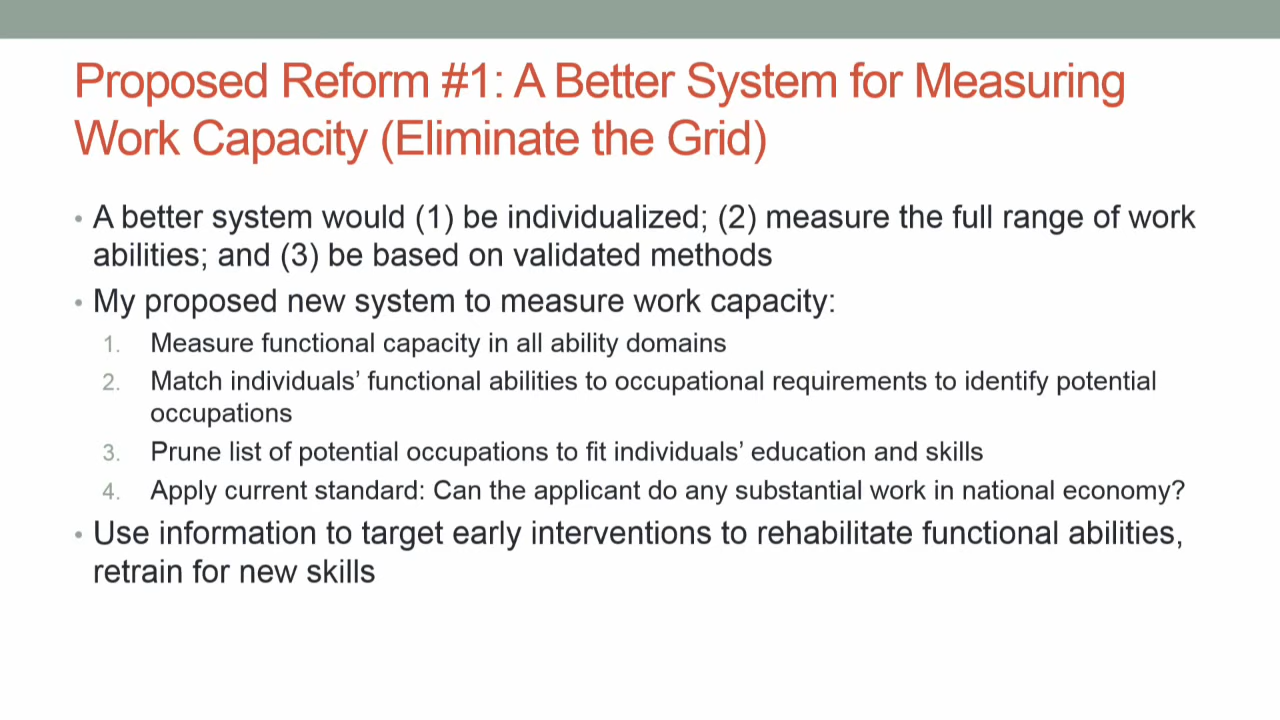 Proposed Reform #1: A Better System for Measuring
Work Capacity (Eliminate the Grid)
• A better system would (1) be individualized; (2) measure the full range of work
abilities; and (3) be based on validated methods
• My proposed new system to measure work capacity:
1. Measure functional capacity in all ability domains
2. Match individuals’ functional abilities to occupational requirements to identify potential
occupations
3. Prune list of potential occupations to fit individuals’ education and skills
4. Apply current standard: Can the applicant do any substantial work in national economy?
• Use information to target early interventions to rehabilitate functional abilities,
retrain for new skills